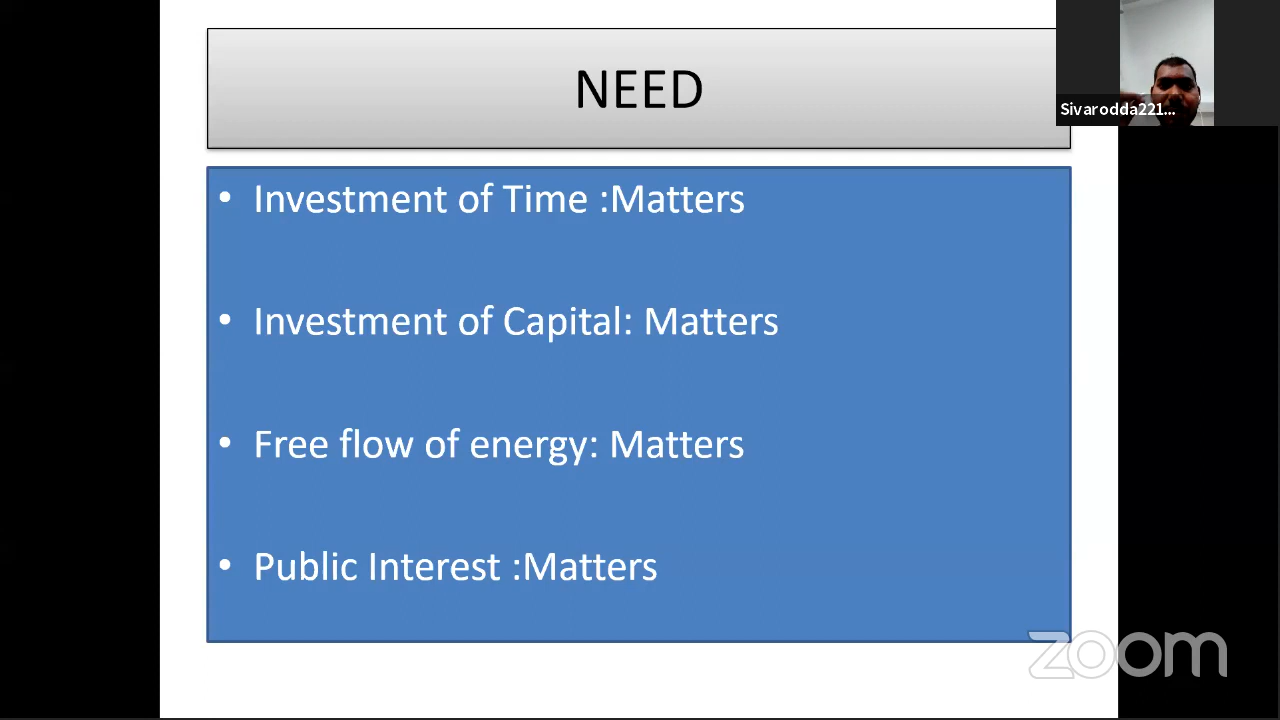 NEED
Sivarodda221...
• Investment of Time :Matters
• Investment of Capital: Matters
• Free flow of energy: Matters
• Public Interest :Matters
zoom